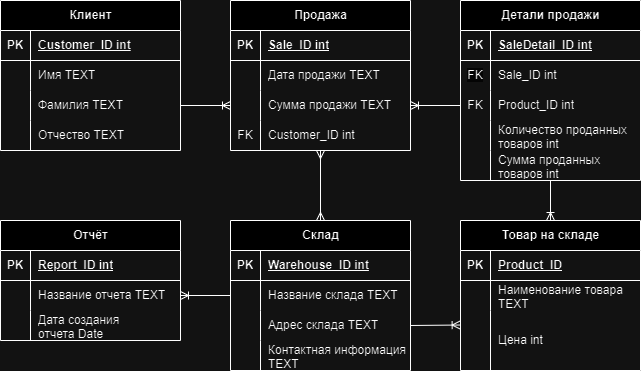 Клиент
PK Customer_ID int
Имя TEXT
Фамилия TEXT
Отчество TEXT
Продажа
PK Sale_ID int
Дата продажи TEXT
Сумма продажи TEXT
FK Customer_ID int
Детали продажи
PK SaleDetail_ID int
FK Sale_ID int
FK Product_ID int
Количество проданных
товаров int
Сумма проданных
товаров int
Отчёт
PK Report_ID int
Название отчета TEXT
Дата создания
отчета Date
Склад
PK Warehouse_ID int
Название склада TEXT
Адрес склада TEXT
Контактная информация
TEXT
Товар на складе
PK Product_ID
Наименование товара
TEXT
Цена int